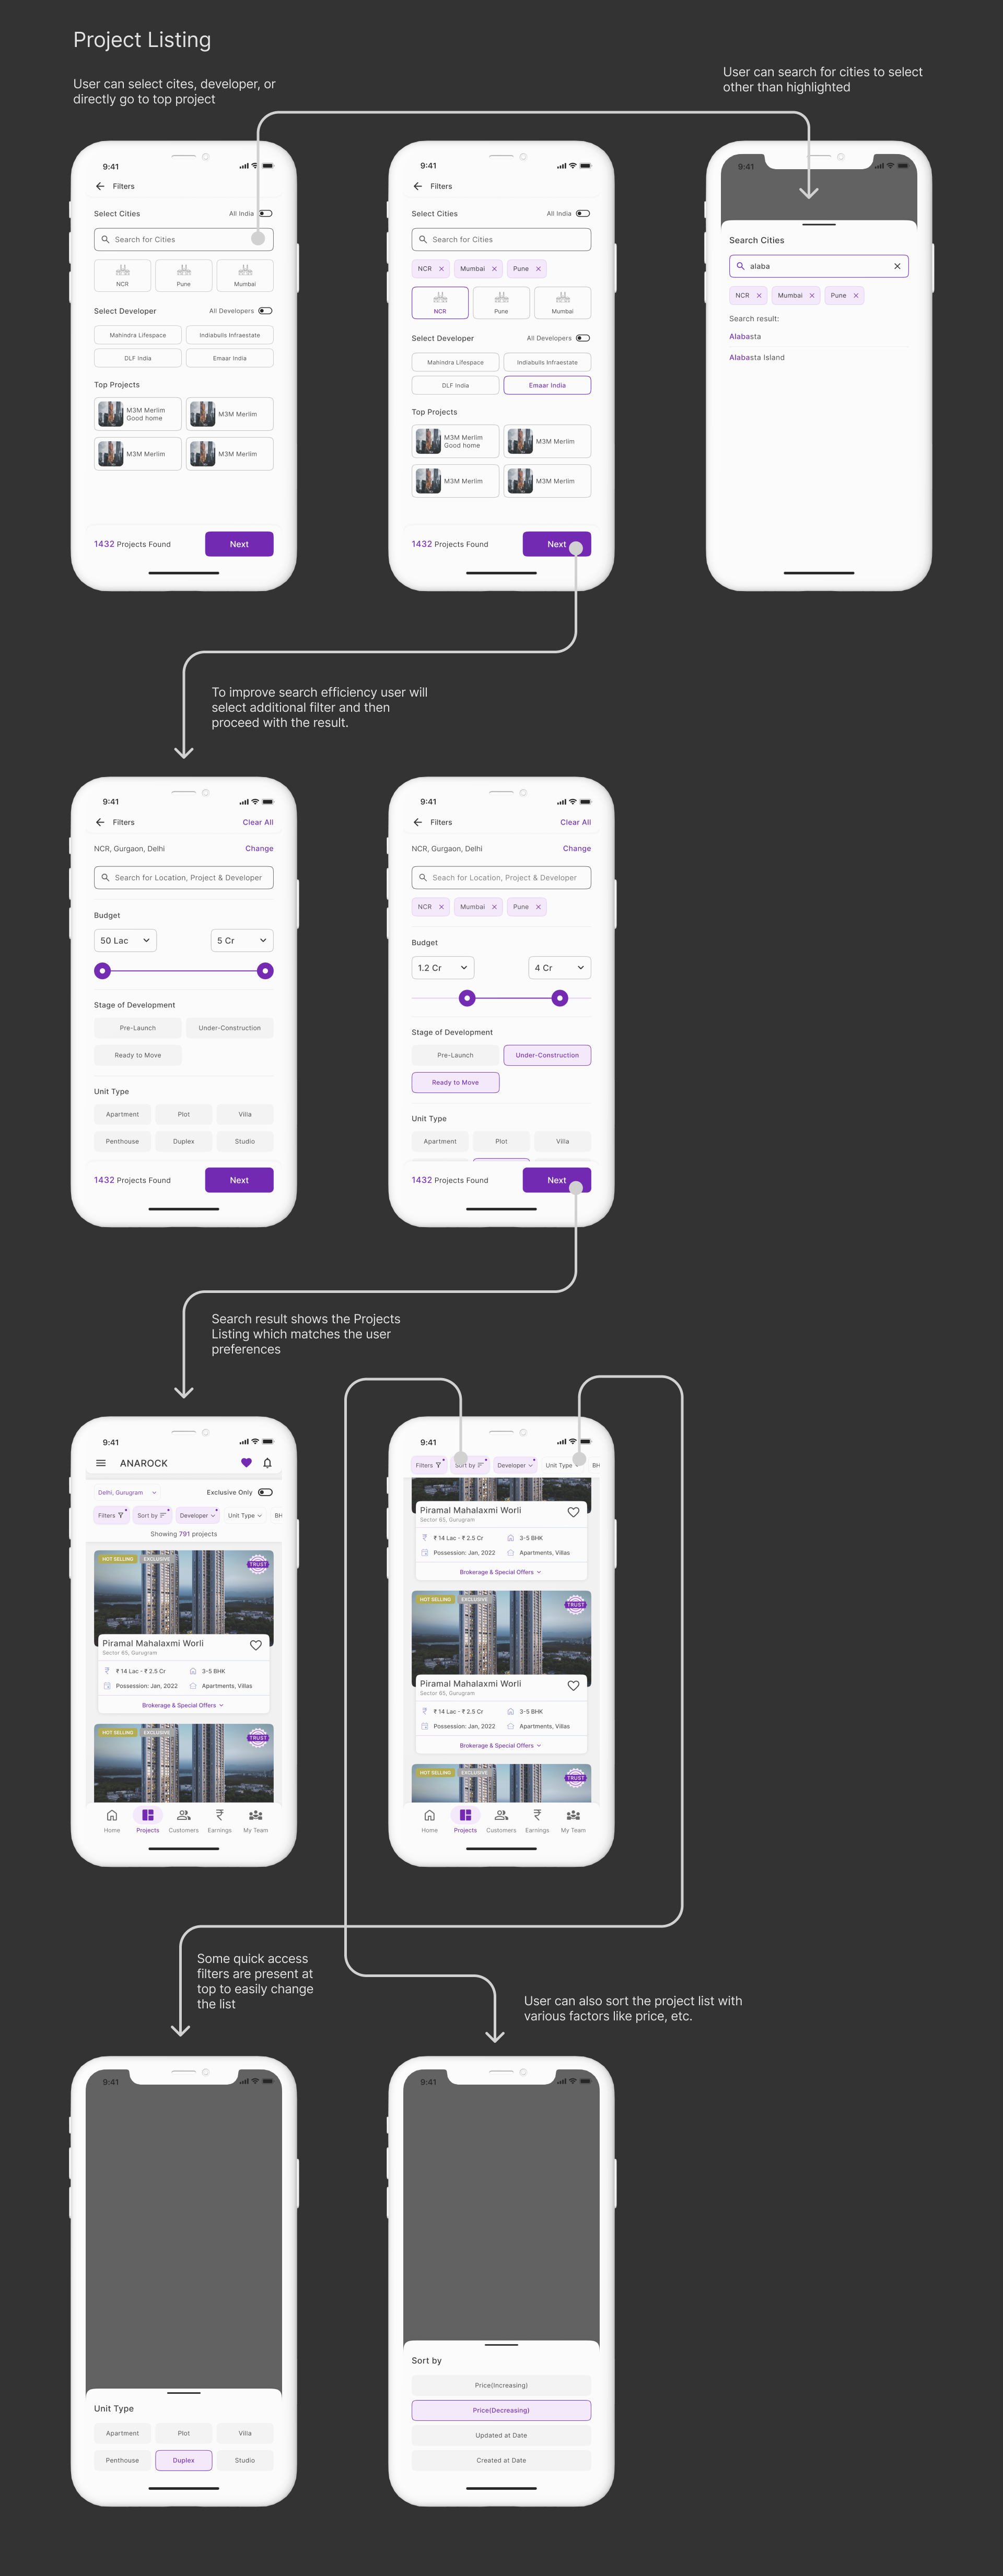 Project Listing
User can select cites, developer, or
directly go to top project
User can search for cities to select
other than highlighted
9:41
Filters
Select Cities
All India
Search for Cities
NCR
Pune
Mumbai
Select Developer
All Developers
Mahindra Lifespace
Indiabulls Infraestate
DLF India
Emaar India
Top Projects
M3M Merlim
Good home
M3M Merlim
M3M Merlim
M3M Merlim
1432 Projects Found
Next
9:41
Filters
Select Cities
All India
Search for Cities
NCR
Mumbai
Pune
NCR
Pune
Mumbai
Select Developer
All Developers
Mahindra Lifespace
Indiabulls Infraestate
DLF India
Emaar India
Top Projects
M3M Merlim
Good home
M3M Merlim
M3M Merlim
M3M Merlim
1432 Projects Found
Next
9:41
Search Cities
alaba
NCR
Mumbai
Pune
Search result:
Alabasta
Alabasta Island
To improve search efficiency user will
select additional filter and then
proceed with the result.
9:41
Filters
Clear All
NCR, Gurgaon, Delhi
Change
Search for Location, Project & Developer
Budget
50 Lac
5 Cr
Stage of Development
Pre-Launch
Under-Construction
Ready to Move
Unit Type
Apartment
Plot
Villa
Penthouse
Duplex
Studio
1432 Projects Found
Next
9:41
Filters
Clear All
NCR, Gurgaon, Delhi
Change
Seach for Location, Project & Developer
NCR
Mumbai
Pune
Budget
1.2 Cr
4 Cr
Stage of Development
Pre-Launch
Under-Construction
Ready to Move
Unit Type
Apartment
Plot
Villa
1432 Projects Found
Next
Search result shows the Projects
Listing which matches the user
preferences
9:41
ANAROCK
Delhi, Gurugram
Exclusive Only
Filters
Sort by
Developer
Unit Type
BH
Showing 791 projects
HOT SELLING
EXCLUSIVE
TRUST
Piramal Mahalaxmi Worli
Sector 65, Gurugram
₹ 14 Lac - ₹ 2.5 Cr
3-5 BHK
Possession: Jan, 2022
Apartments, Villas
Brokerage & Special Offers
HOT SELLING
EXCLUSIVE
TRUST
Home
Projects
Customers
Earnings
My Team
9:41
Filters
Sort by
Developer
Unit Type
BH
Piramal Mahalaxmi Worli
Sector 65, Gurugram
₹ 14 Lac - ₹ 2.5 Cr
3-5 BHK
Possession: Jan, 2022
Apartments, Villas
Brokerage & Special Offers
HOT SELLING
EXCLUSIVE
TRUST
Piramal Mahalaxmi Worli
Sector 65, Gurugram
₹ 14 Lac - ₹ 2.5 Cr
3-5 BHK
Possession: Jan, 2022
Apartments, Villas
Brokerage & Special Offers
HOT SELLING
EXCLUSIVE
TRUST
Home
Projects
Customers
Earnings
My Team
Some quick access
filters are present at
top to easily change
the list
User can also sort the project list with
various factors like price, etc.
9:41
Unit Type
Apartment
Plot
Villa
Penthouse
Duplex
Studio
9:41
Sort by
Price(Increasing)
Price(Decreasing)
Updated at Date
Created at Date